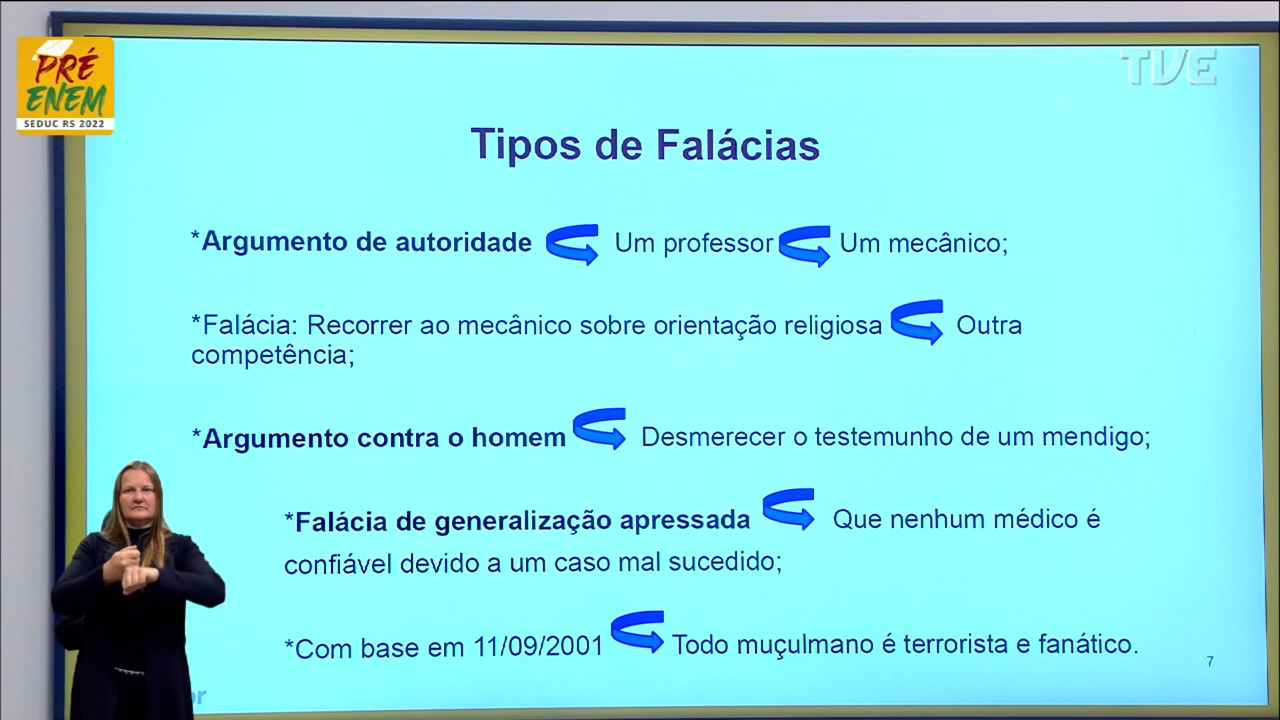 PRÉ
ENEM
SEDUC RS 2022
TVE
Tipos de Falácias
*Argumento de autoridade Um professor Um mecânico;
*Falácia: Recorrer ao mecânico sobre orientação religiosa Outra
competência;
*Argumento contra o homem Desmerecer o testemunho de um mendigo;
*Falácia de generalização apressada Que nenhum médico é
confiável devido a um caso mal sucedido;
*Com base em 11/09/2001 Todo muçulmano é terrorista e fanático.
7